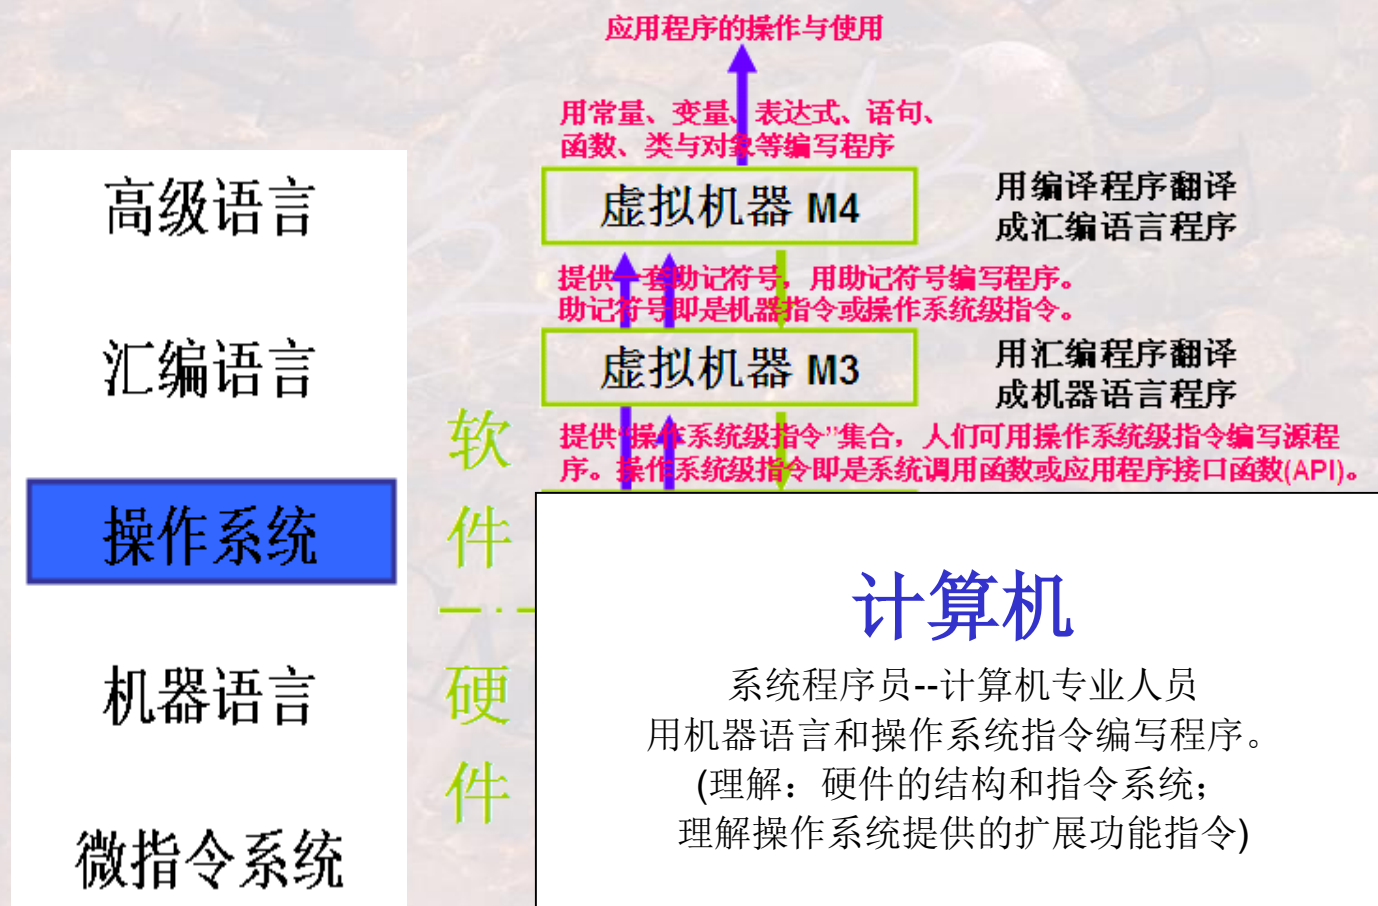 应用程序的操作与使用
用常量、变量、表达式、语句、
函数、类与对象等编写程序
高级语言
虚拟机器 M4
用编译程序翻译
成汇编语言程序
提供一套助记符号，用助记符号编写程序。
助记符号即是机器指令或操作系统级指令。
汇编语言
虚拟机器 M3
用汇编程序翻译
成机器语言程序
提供“操作系统级指令”集合，人们可用操作系统级指令编写源程
序。操作系统级指令即是系统调用函数或应用程序接口函数(API)。
软
件
操作系统
硬
件
机器语言
微指令系统
计算机
系统程序员--计算机专业人员
用机器语言和操作系统指令编写程序。
(理解：硬件的结构和指令系统；
理解操作系统提供的扩展功能指令)